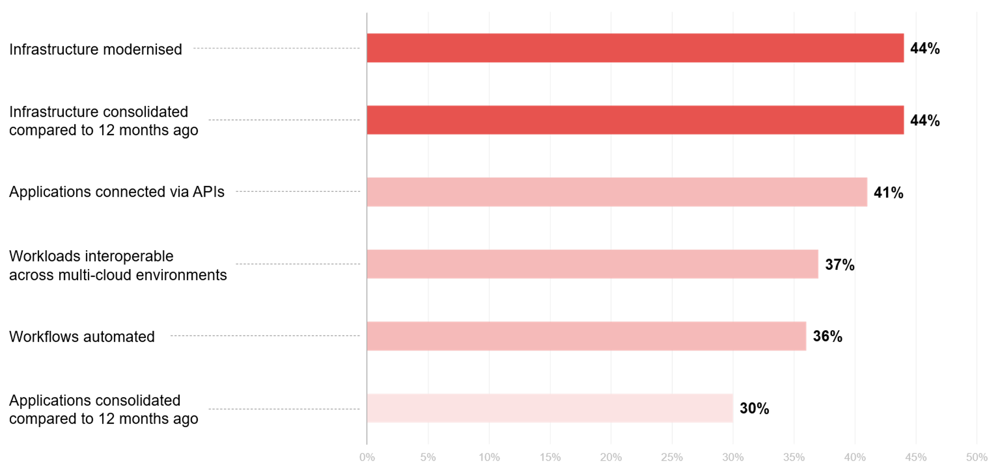 Infrastructure modernised
44%
Infrastructure consolidated
compared to 12 months ago
44%
Applications connected via APIs
41%
Workloads interoperable
across multi-cloud environments
37%
Workflows automated
36%
Applications consolidated
compared to 12 months ago
30%
0% 5% 10% 15% 20% 25% 30% 35% 40% 45% 50%